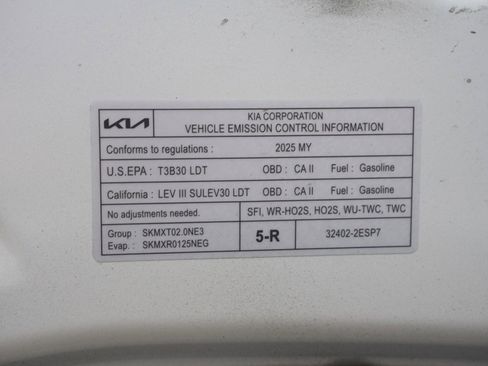 KIA KIA CORPORATION
VEHICLE EMISSION CONTROL INFORMATION
Conforms to regulations : 2025 MY
U.S.EPA : T3B30 LDT OBD : CA II Fuel : Gasoline
California : LEV III SULEV30 LDT OBD : CA II Fuel : Gasoline
No adjustments needed. SFI, WR-HO2S, HO2S, WU-TWC, TWC
Group : SKMXT02.0NE3
Evap. : SKMXR0125NEG
5-R 32402-2ESP7